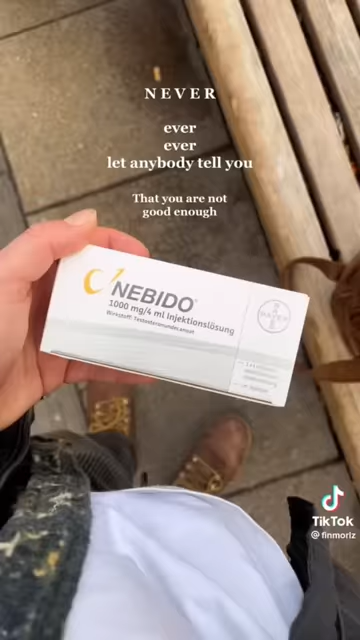 NEVER
ever
ever
let anybody tell you
That you are not
good enough
NEBIDO®
1000 mg/4 ml Injektionslösung
Wirkstoff: Testosteronundecanoat
BAYER
TikTok
@finmorlz